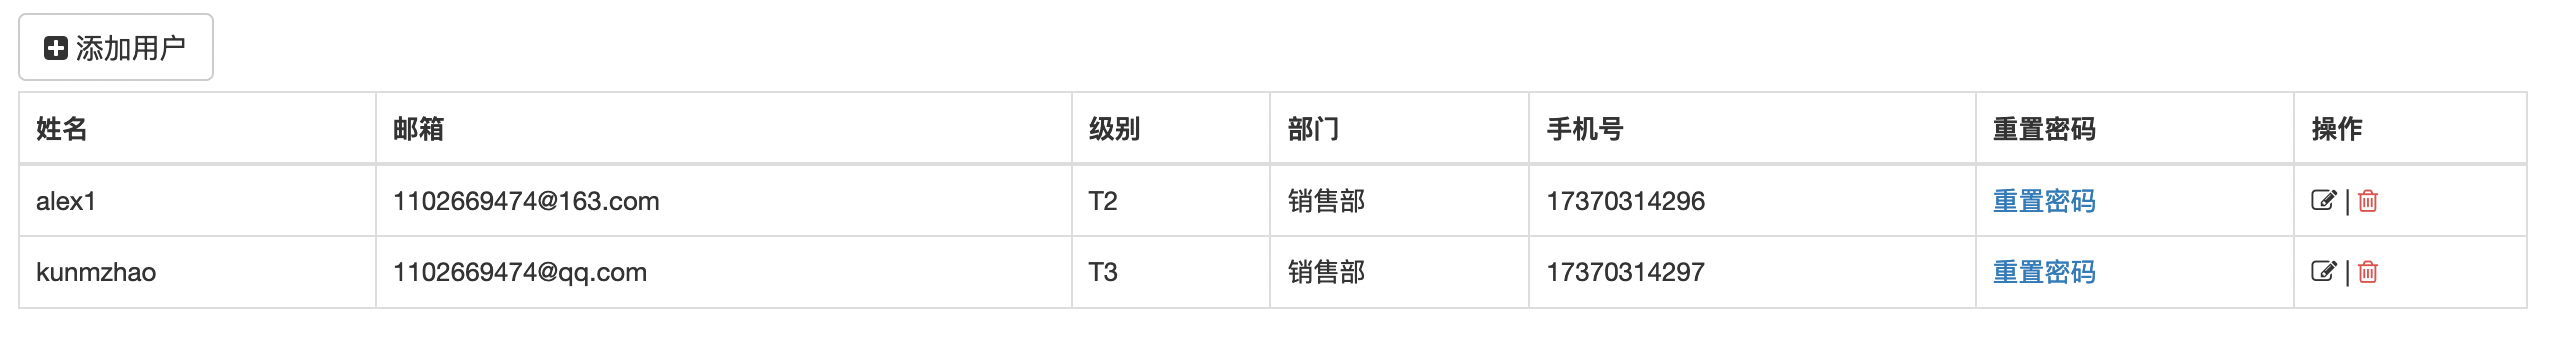 添加用户
姓名 邮箱 级别 部门 手机号 重置密码 操作
alex1 1102669474@163.com T2 销售部 17370314296 重置密码 |
kunmzhao 1102669474@qq.com T3 销售部 17370314297 重置密码 |